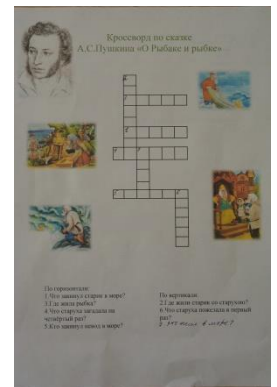 Кроссворд по сказке
А.С.Пушкина «О Рыбаке и рыбке»
По горизонтали:
1.Что закинул старик в море?
3.Где жила рыбка?
4.Что старуха загадала на
четвёртый раз?
5.Кто закинул невод в море?
По вертикали:
2.Где жили старик со старухою?
6.Что старуха пожелала в первый
раз?